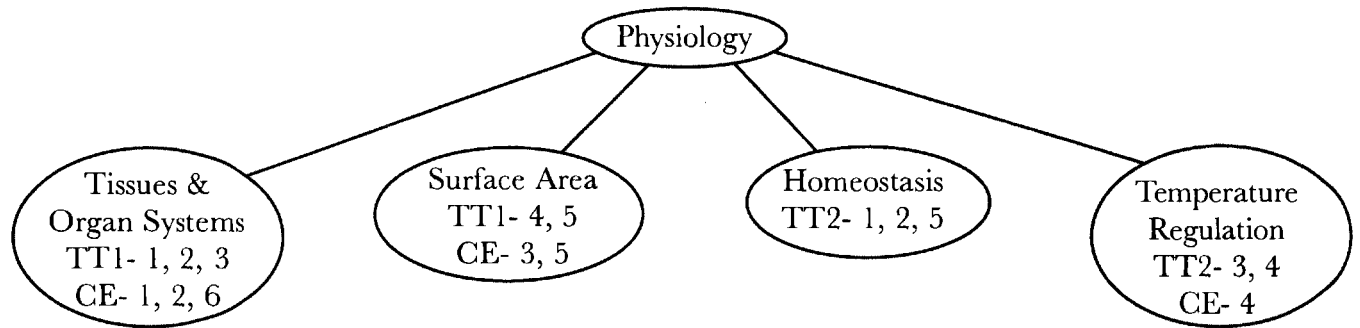 Physiology
Tissues &
Organ Systems
TT1- 1, 2, 3
CE- 1, 2, 6
Surface Area
TT1- 4, 5
CE- 3, 5
Homeostasis
TT2- 1, 2, 5
Temperature
Regulation
TT2- 3, 4
CE- 4